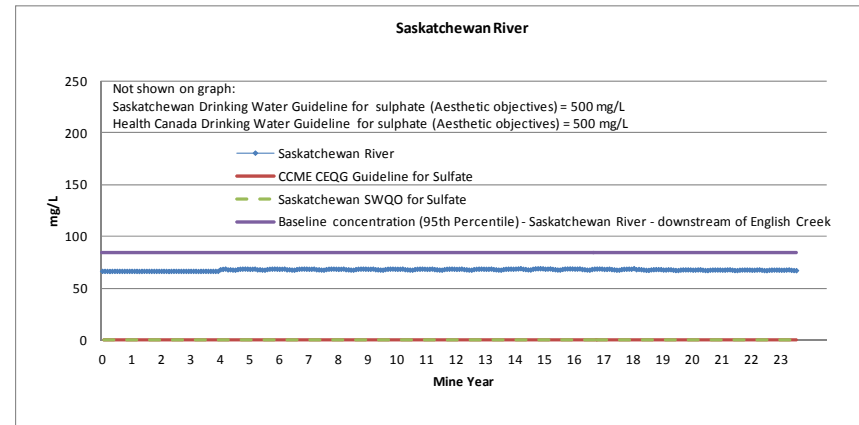 Saskatchewan River
250
200
150
100
50
0
mg/L
Not shown on graph:
Saskatchewan Drinking Water Guideline for sulphate (Aesthetic objectives) = 500 mg/L
Health Canada Drinking Water Guideline for sulphate (Aesthetic objectives) = 500 mg/L
Saskatchewan River
CCME CEQG Guideline for Sulfate
Saskatchewan SWQO for Sulfate
Baseline concentration (95th Percentile) - Saskatchewan River - downstream of English Creek
0 1 2 3 4 5 6 7 8 9 10 11 12 13 14 15 16 17 18 19 20 21 22 23
Mine Year